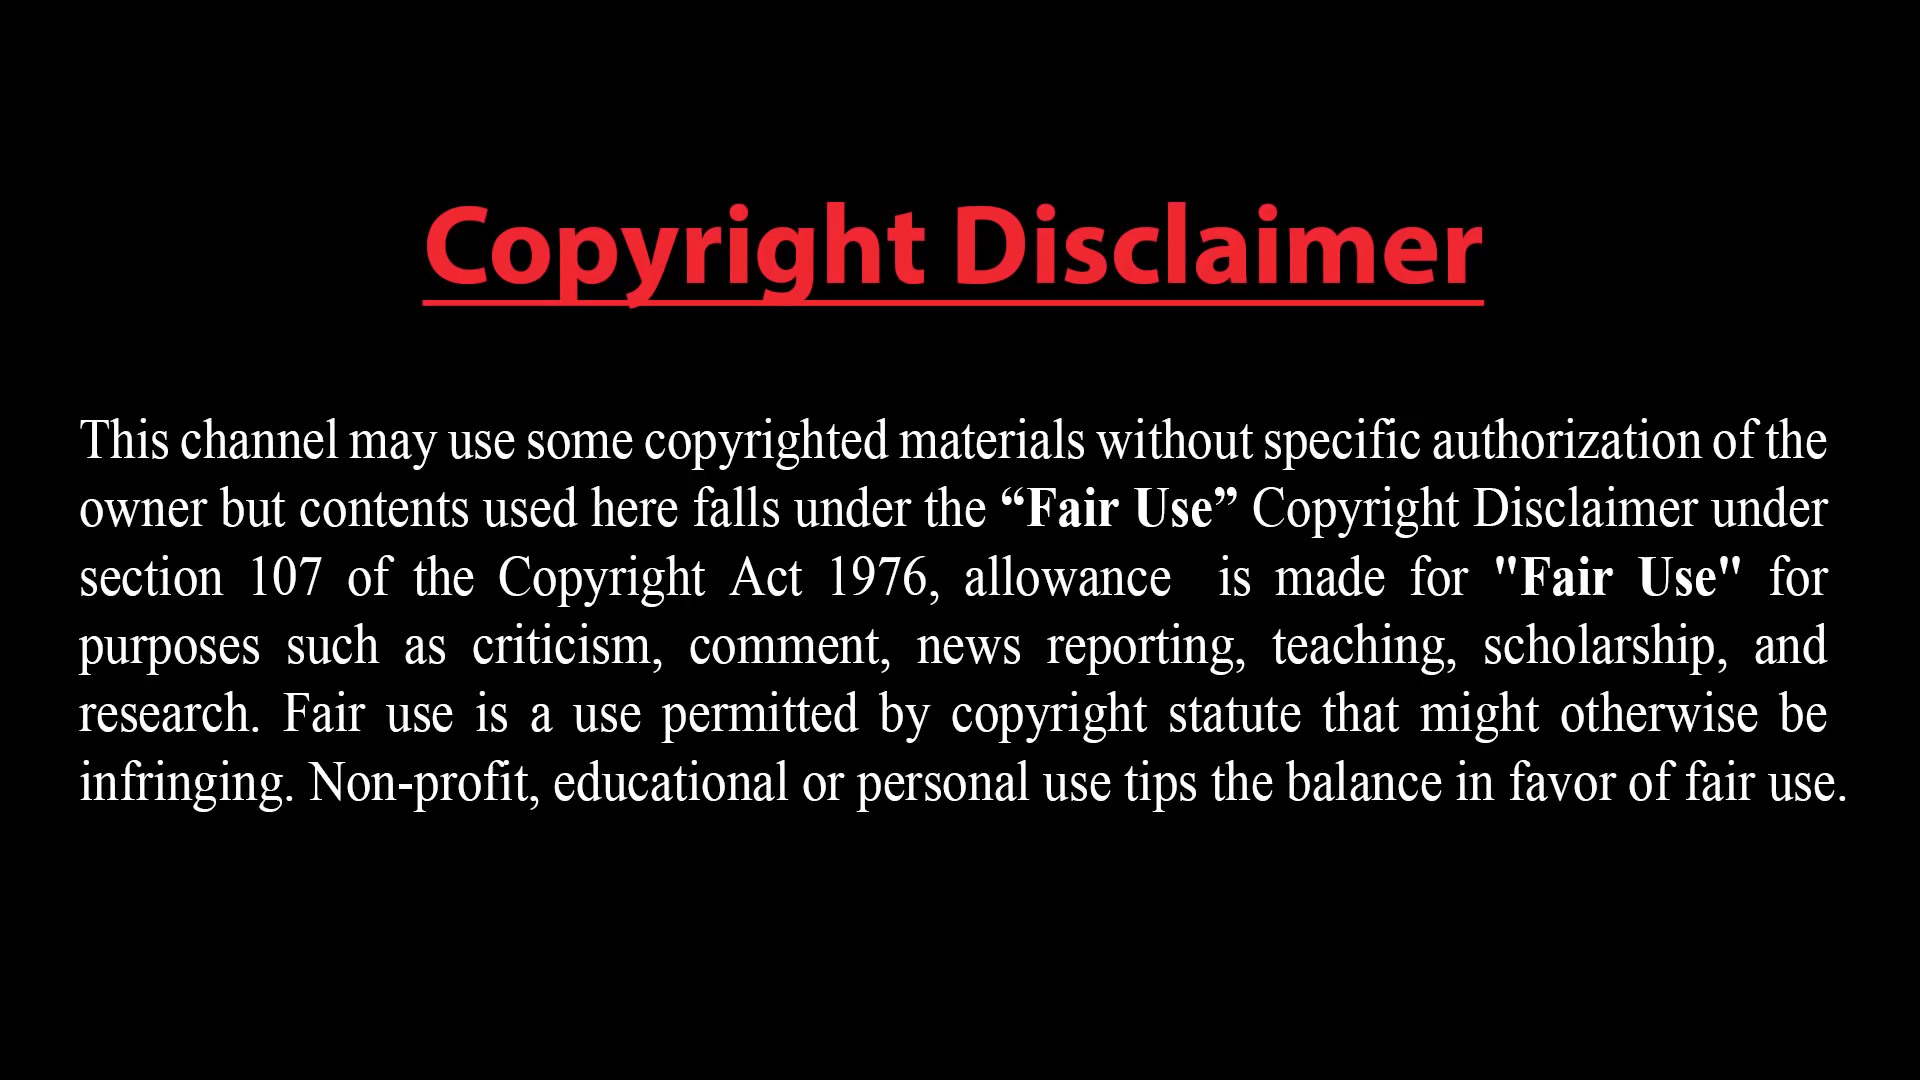 Copyright Disclaimer
This channel may use some copyrighted materials without specific authorization of the
owner but contents used here falls under the “Fair Use” Copyright Disclaimer under
section 107 of the Copyright Act 1976, allowance is made for "Fair Use" for
purposes such as criticism, comment, news reporting, teaching, scholarship, and
research. Fair use is a use permitted by copyright statute that might otherwise be
infringing. Non-profit, educational or personal use tips the balance in favor of fair use.